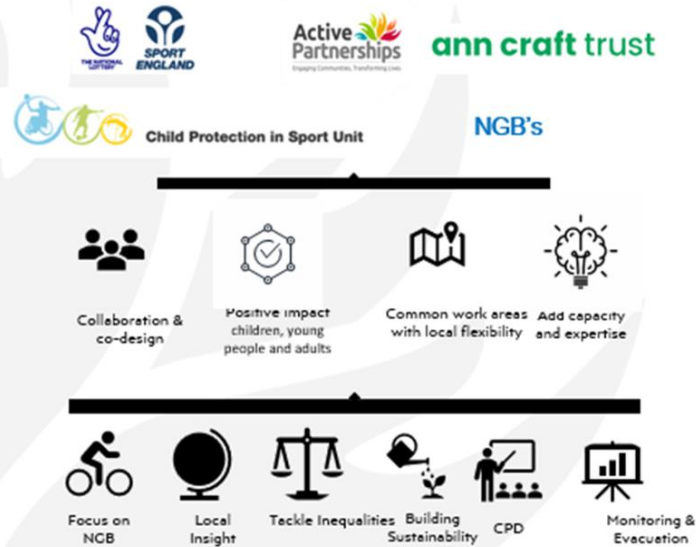 THE NATIONAL
LOTTERY
SPORT
ENGLAND
Active
Partnerships
Engaging Communities, Transforming Lives
ann craft trust
Child Protection in Sport Unit
NGB's
Collaboration &
co-design
Positive impact
children, young
people and adults
Common work areas
with local flexibility
Add capacity
and expertise
Focus on
NGB
Local
Insight
Tackle Inequalities
Building
Sustainability
CPD
Monitoring &
Evacuation